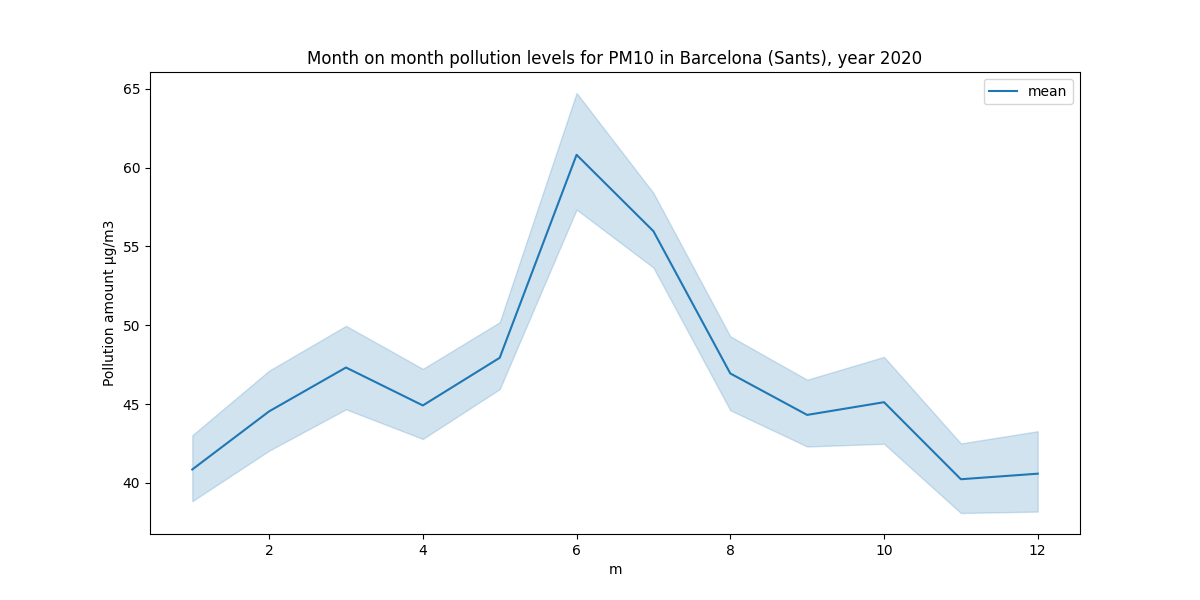 Month on month pollution levels for PM10 in Barcelona (Sants), year 2020
mean
Pollution amount µg/m3
65
60
55
50
45
40
2 4 6 8 10 12
m